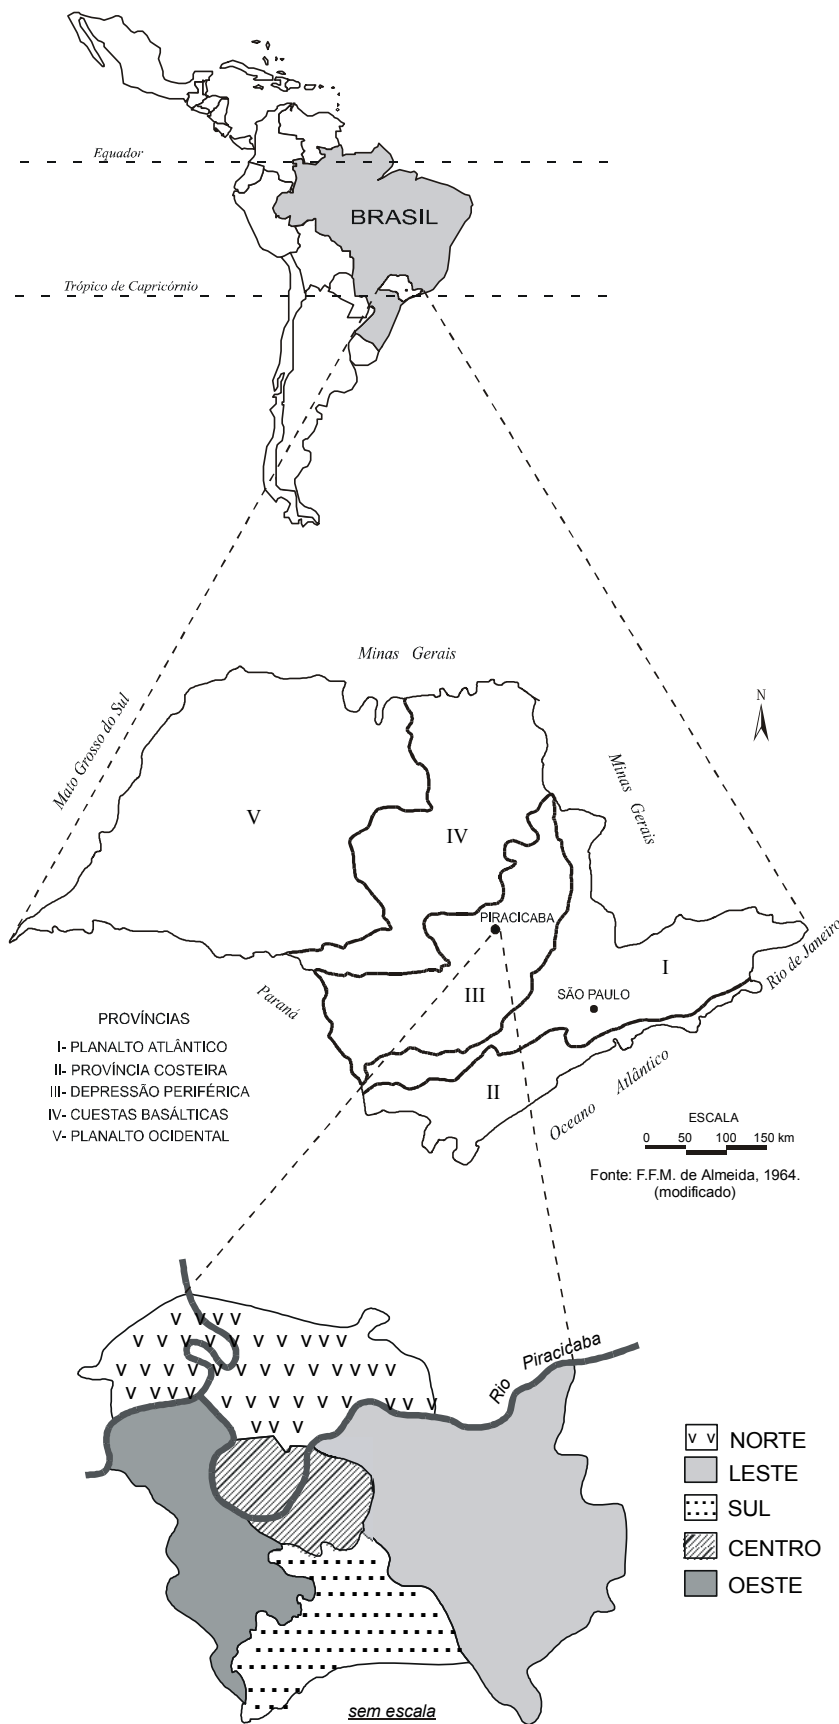 Equador
BRASIL
Trópico de Capricórnio
Minas Gerais
Mato Grosso do Sul
N
Minas Gerais
V
IV
PIRACICABA
I
Rio de Janeiro
SÃO PAULO
III
Paraná
II
Oceano Atlântico
PROVÍNCIAS
I- PLANALTO ATLÂNTICO
II- PROVÍNCIA COSTEIRA
III- DEPRESSÃO PERIFÉRICA
IV- CUESTAS BASÁLTICAS
V- PLANALTO OCIDENTAL
ESCALA
0 50 100 150 km
Fonte: F.F.M. de Almeida, 1964.
(modificado)
Rio Piracicaba
NORTE
LESTE
SUL
CENTRO
OESTE
sem escala